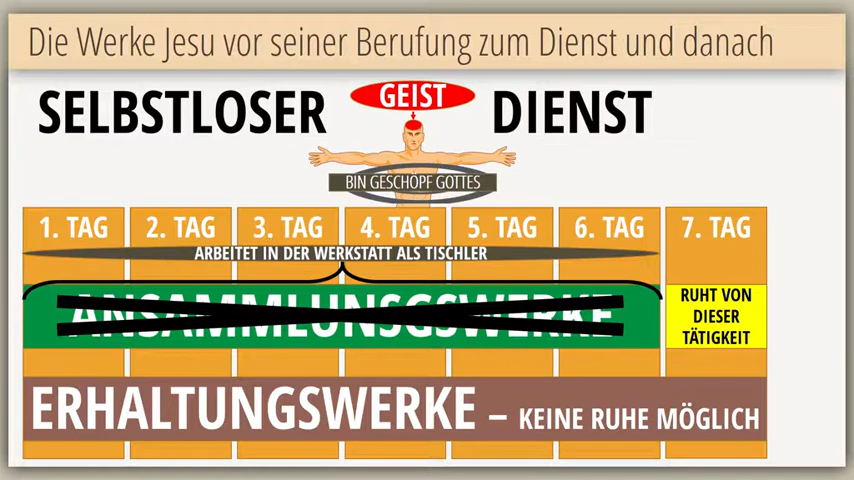 Die Werke Jesu vor seiner Berufung zum Dienst und danach
SELBSTLOSER GEIST DIENST
BIN GESCHÖPF GOTTES
1. TAG 2. TAG 3. TAG 4. TAG 5. TAG 6. TAG 7. TAG
ARBEITET IN DER WERKSTATT ALS TISCHLER
ANSAMMLUNSGSWERKE
RUHT VON
DIESER
TÄTIGKEIT
ERHALTUNGSWERKE – KEINE RUHE MÖGLICH